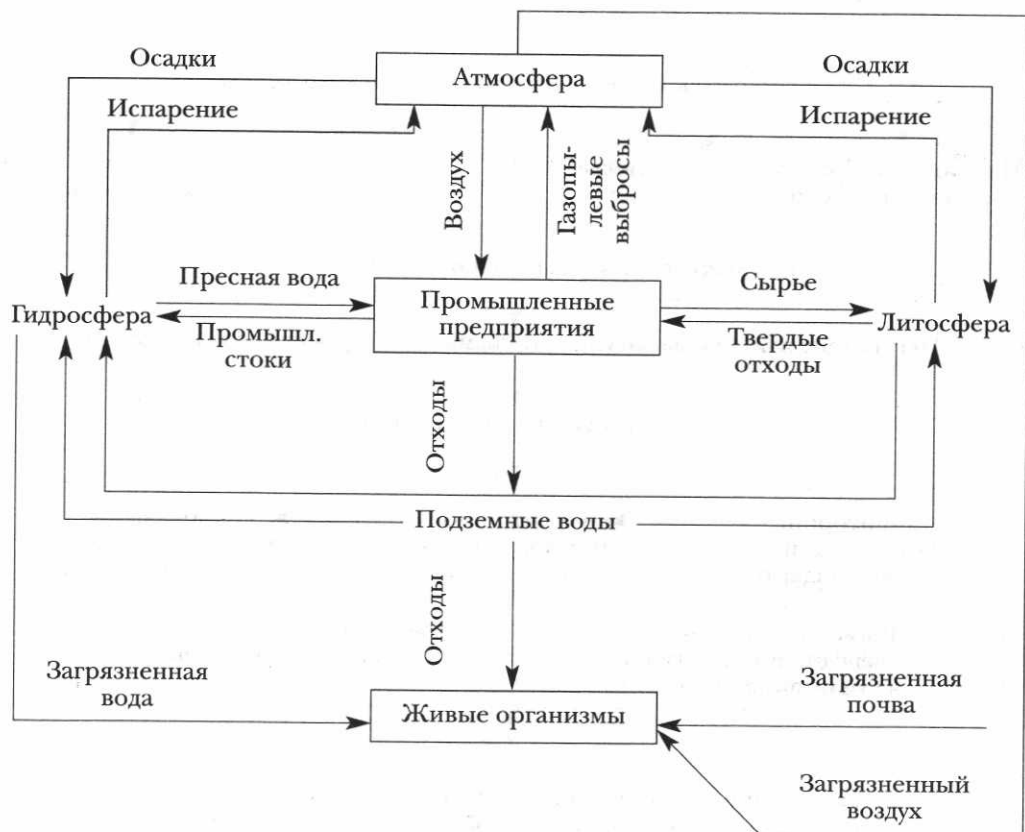 Осадки
Атмосфера
Осадки
Испарение
Испарение
Воздух
Газопы-
левые
выбросы
Пресная вода
Промышленные
предприятия
Сырье
Гидросфера
Литосфера
Промышл.
стоки
Твердые
отходы
Отходы
Подземные воды
Отходы
Загрязненная
вода
Живые организмы
Загрязненная
почва
Загрязненный
воздух